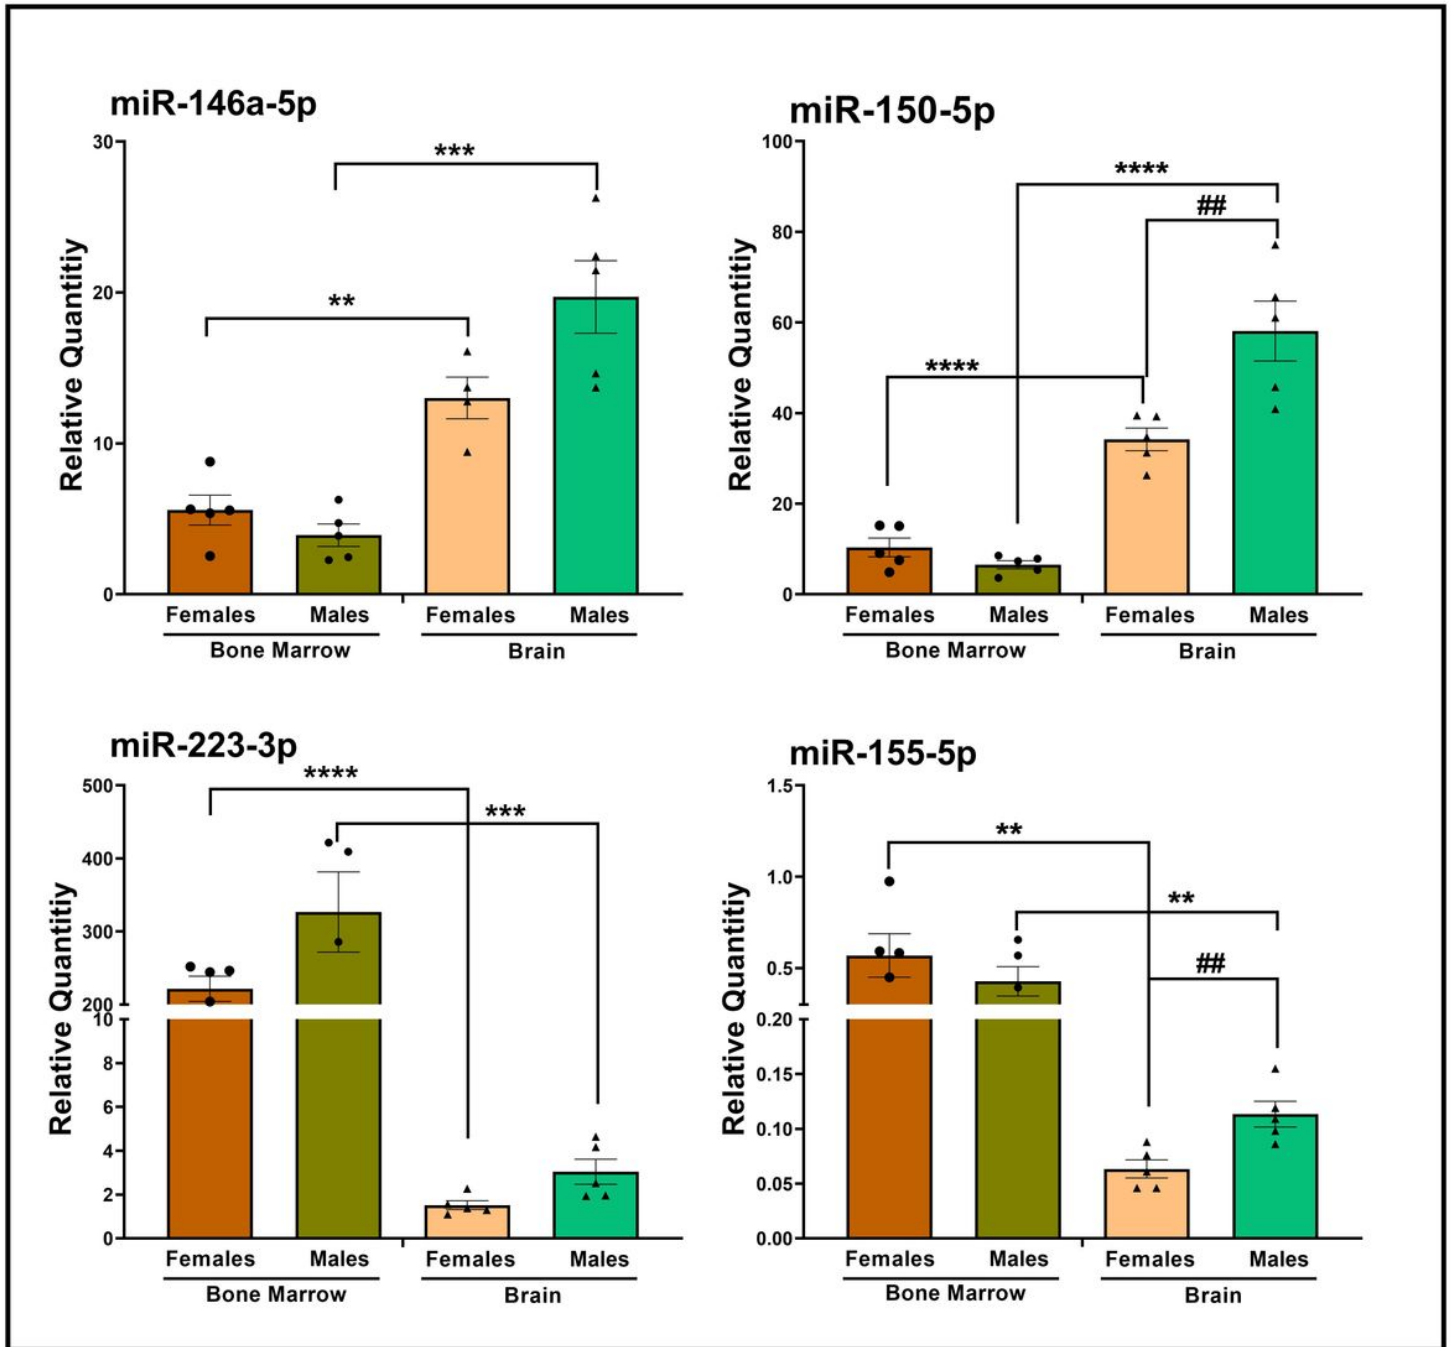 miR-146a-5p
Relative Quantitiy
30
20
10
0
***
**
Females Males Females Males
Bone Marrow Brain
miR-150-5p
Relative Quantitiy
100
80
60
40
20
0
****
##
****
Females Males Females Males
Bone Marrow Brain
miR-223-3p
Relative Quantitiy
500
400
300
200
10
8
6
4
2
0
****
***
Females Males Females Males
Bone Marrow Brain
miR-155-5p
Relative Quantitiy
1.5
1.0
0.5
0.20
0.15
0.10
0.05
0.00
**
**
##
Females Males Females Males
Bone Marrow Brain